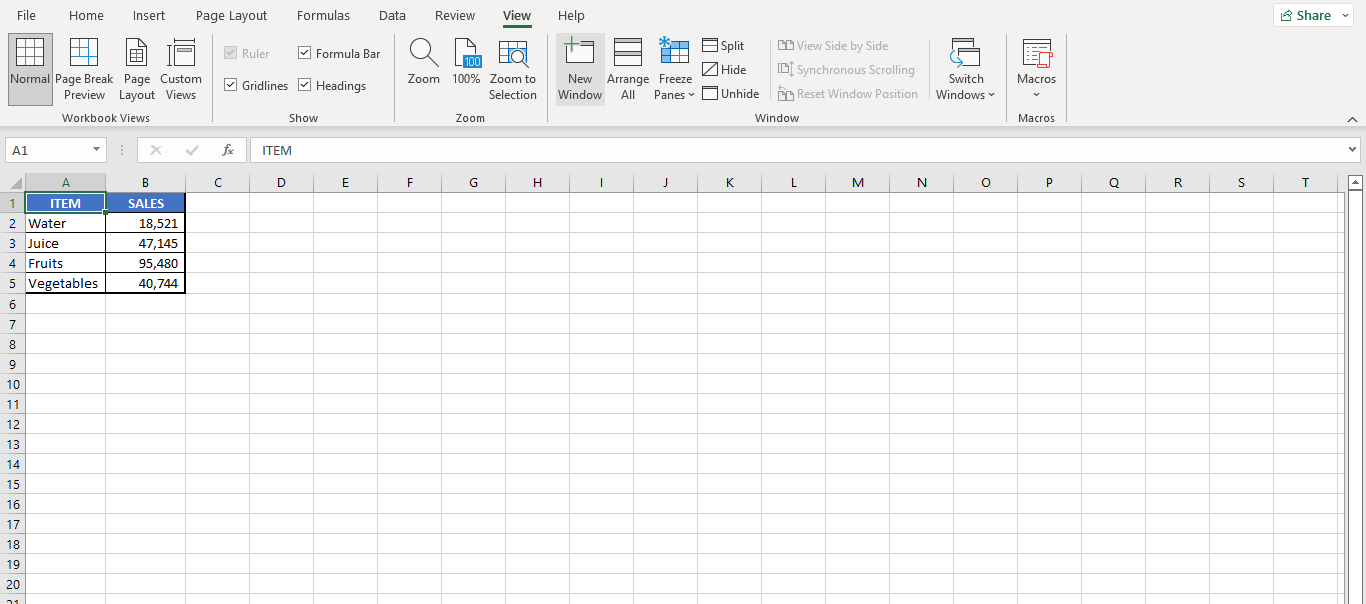 File Home Insert Page Layout Formulas Data Review View Help Share
Normal Page Break Preview Page Layout Custom Views
Workbook Views
Ruler Formula Bar
Gridlines Headings
Show
Zoom 100% Zoom to Selection
100
Zoom
New Window Arrange All Freeze Panes
Split
Hide
Unhide
View Side by Side
Synchronous Scrolling
Reset Window Position
Switch Windows
Window
Macros
Macros
A1 fx ITEM
A B C D E F G H I J K L M N O P Q R S T
1 ITEM SALES
2 Water 18,521
3 Juice 47,145
4 Fruits 95,480
5 Vegetables 40,744
6
7
8
9
10
11
12
13
14
15
16
17
18
19
20
21